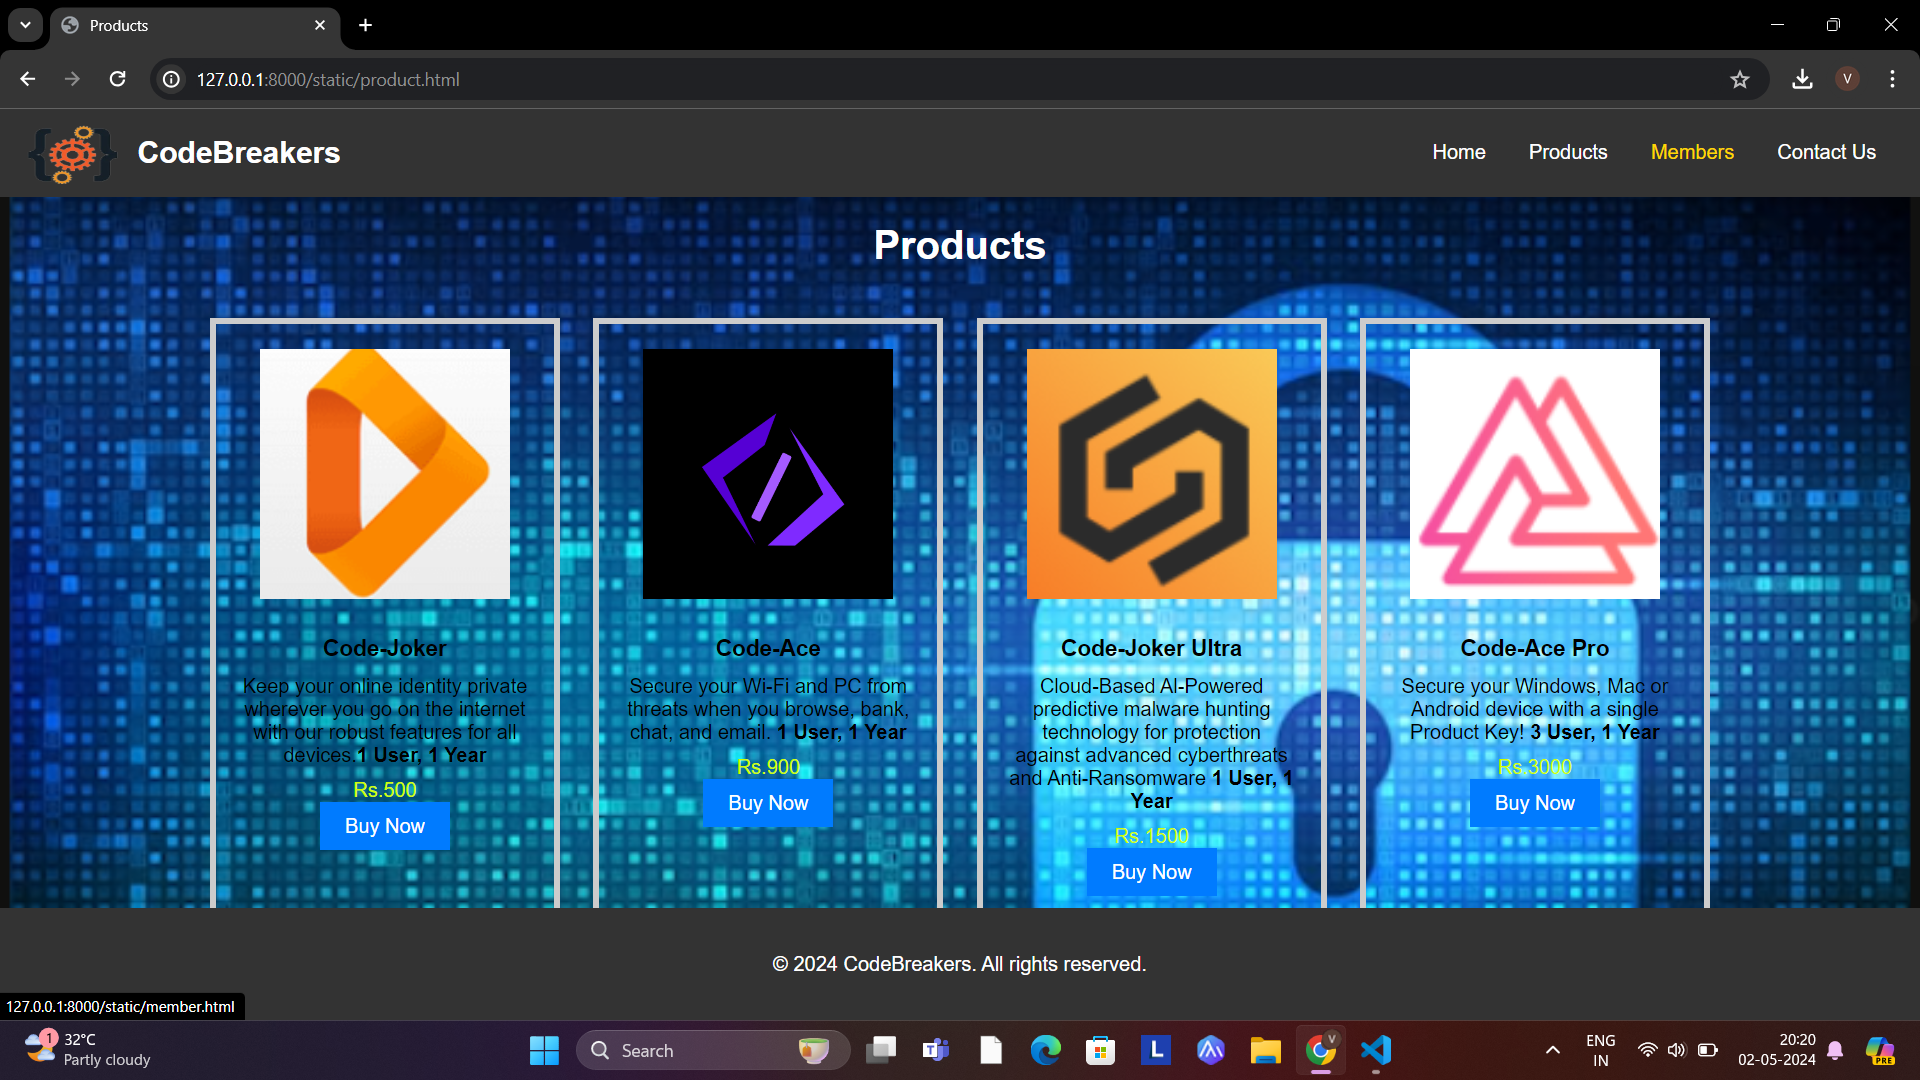 Products
127.0.0.1:8000/static/product.html
V
CodeBreakers
Home
Products
Members
Contact Us
Products
Code-Joker
Keep your online identity private
wherever you go on the internet
with our robust features for all
devices.1 User, 1 Year
Rs.500
Buy Now
Code-Ace
Secure your Wi-Fi and PC from
threats when you browse, bank,
chat, and email. 1 User, 1 Year
Rs.900
Buy Now
Code-Joker Ultra
Cloud-Based AI-Powered
predictive malware hunting
technology for protection
against advanced cyberthreats
and Anti-Ransomware 1 User, 1
Year
Rs.1500
Buy Now
Code-Ace Pro
Secure your Windows, Mac or
Android device with a single
Product Key! 3 User, 1 Year
Rs.3000
Buy Now
© 2024 CodeBreakers. All rights reserved.
127.0.0.1:8000/static/member.html
1
32°C
Partly cloudy
Search
T
L
V
ENG
IN
20:20
02-05-2024
PRE